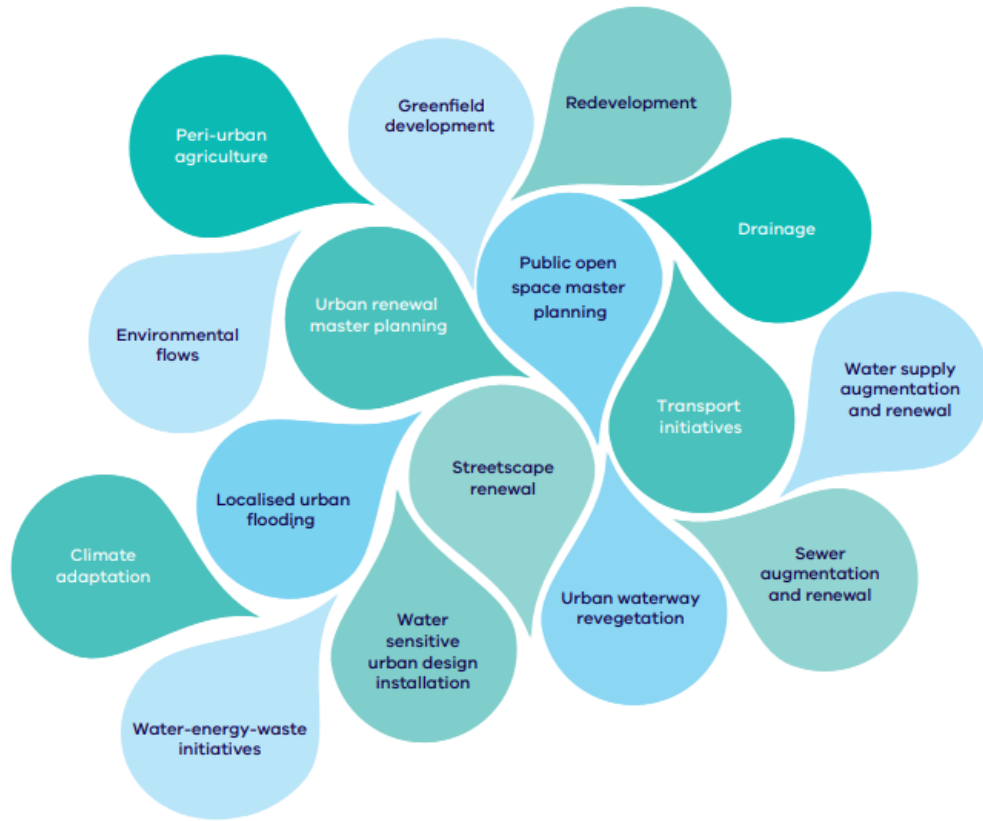 Greenfield
development
Redevelopment
Peri-urban
agriculture
Drainage
Public open
space master
planning
Urban renewal
master planning
Environmental
flows
Water supply
augmentation
and renewal
Transport
initiatives
Streetscape
renewal
Localised urban
flooding
Climate
adaptation
Sewer
augmentation
and renewal
Urban waterway
revegetation
Water
sensitive
urban design
installation
Water-energy-waste
initiatives